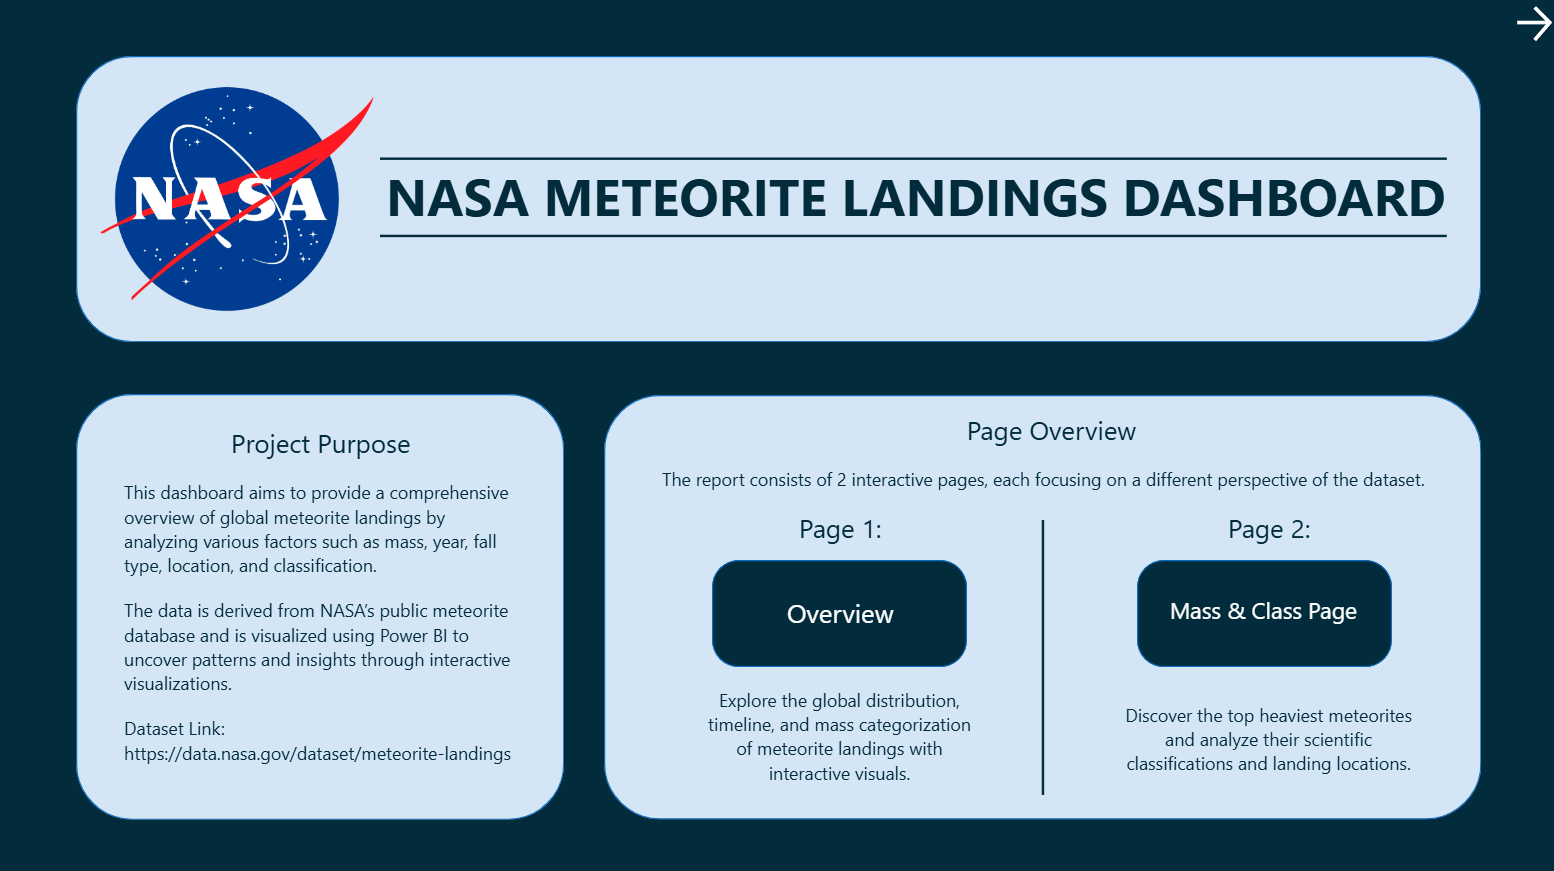 NASA
NASA METEORITE LANDINGS DASHBOARD
Project Purpose
This dashboard aims to provide a comprehensive
overview of global meteorite landings by
analyzing various factors such as mass, year, fall
type, location, and classification.
The data is derived from NASA’s public meteorite
database and is visualized using Power BI to
uncover patterns and insights through interactive
visualizations.
Dataset Link:
https://data.nasa.gov/dataset/meteorite-landings
Page Overview
The report consists of 2 interactive pages, each focusing on a different perspective of the dataset.
Page 1:
Overview
Explore the global distribution,
timeline, and mass categorization
of meteorite landings with
interactive visuals.
Page 2:
Mass & Class Page
Discover the top heaviest meteorites
and analyze their scientific
classifications and landing locations.